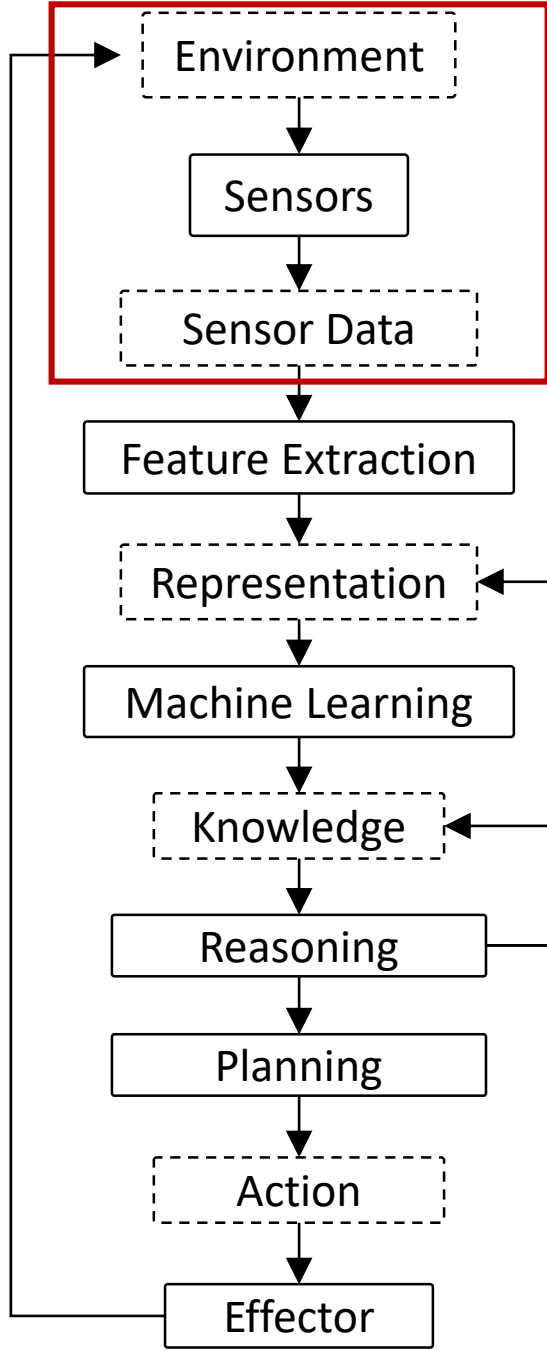 Environment
Sensors
Sensor Data
Feature Extraction
Representation
Machine Learning
Knowledge
Reasoning
Planning
Action
Effector